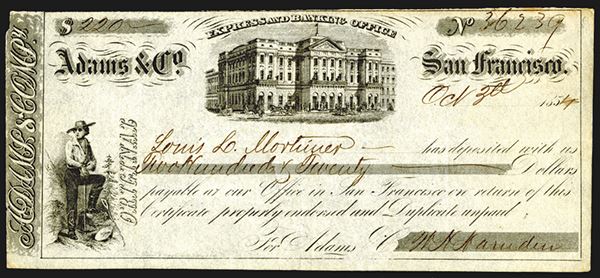 $ 220 —
EXPRESS AND BANKING OFFICE
No 36239
Adams & Co.
San Francisco.
Oct 3rd 1854
ADAMS & COMP.
ORIGINAL
Louis L. Mortimer — has deposited with us
Two Hundred & Twenty — Dollars
payable at our Office in San Francisco on return of this
Certificate properly endorsed and Duplicate unpaid
For Adams & Co